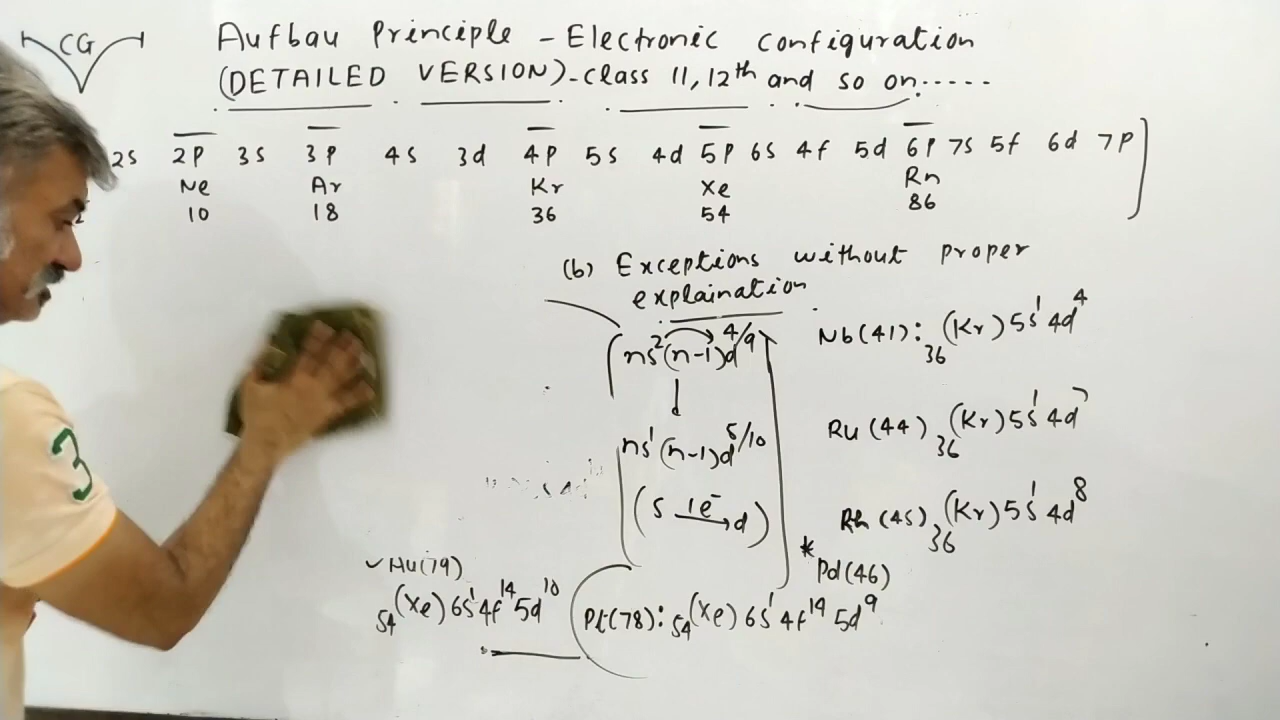 CG
Aufbau Principle - Electronic configuration
(DETAILED VERSION) - class 11, 12th and so on.....
2s 2p 3s 3p 4s 3d 4p 5s 4d 5p 6s 4f 5d 6p 7s 5f 6d 7p
Ne Ar Kr Xe Rn
10 18 36 54 86
(b) Exceptions without proper
explaination
ns² (n-1)d⁴/⁹
ns¹ (n-1)d⁵/¹⁰
(s 1e⁻→ d)
Nb(41): ₃₆(Kr) 5s¹ 4d⁴
Ru(44) ₃₆(Kr) 5s¹ 4d⁷
Rh(45) ₃₆(Kr) 5s¹ 4d⁸
* Pd(46)
✓ Au(79)
₅₄(Xe) 6s¹ 4f¹⁴ 5d¹⁰
Pt(78): ₅₄(Xe) 6s¹ 4f¹⁴ 5d⁹
3